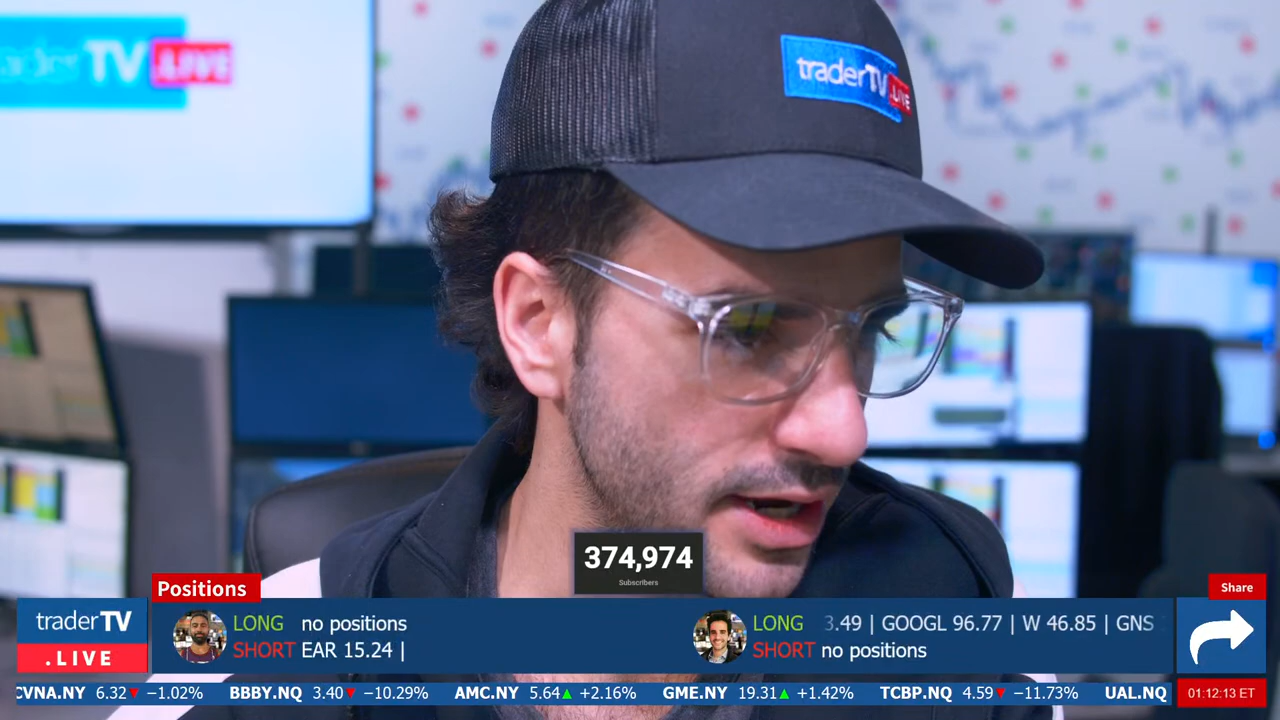 traderTV.LIVE
TV.LIVE
374,974
Subscribers
Positions
Share
traderTV
.LIVE
LONG no positions
SHORT EAR 15.24 |
LONG 3.49 | GOOGL 96.77 | W 46.85 | GNS
SHORT no positions
CVNA.NY 6.32▼ −1.02% BBBY.NQ 3.40▼ −10.29% AMC.NY 5.64▲ +2.16% GME.NY 19.31▲ +1.42% TCBP.NQ 4.59▼ −11.73% UAL.NQ
01:12:13 ET